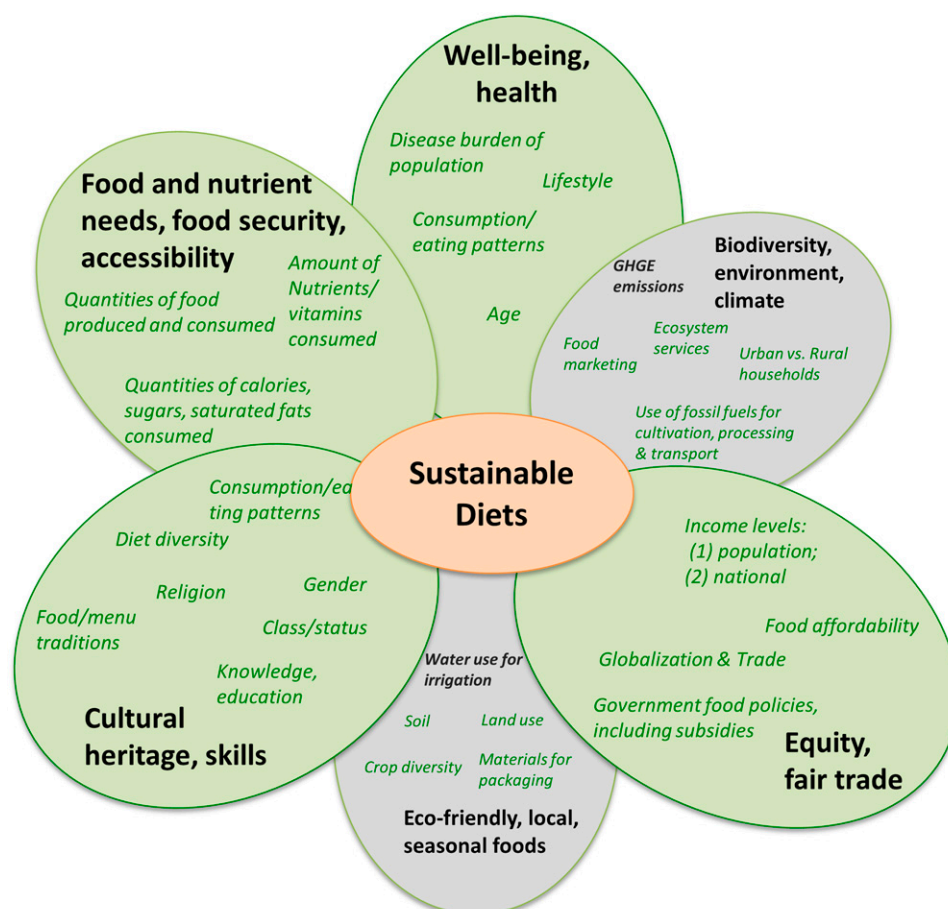 Well-being,
health
Disease burden of
population
Lifestyle
Consumption/
eating patterns
Age
Food and nutrient
needs, food security,
accessibility
Amount of
Nutrients/
vitamins
consumed
Quantities of food
produced and consumed
Quantities of calories,
sugars, saturated fats
consumed
Biodiversity,
environment,
climate
GHGE
emissions
Ecosystem
services
Food
marketing
Urban vs. Rural
households
Use of fossil fuels for
cultivation, processing
& transport
Sustainable
Diets
Consumption/ea
ting patterns
Diet diversity
Religion
Gender
Food/menu
traditions
Class/status
Knowledge,
education
Cultural
heritage, skills
Income levels:
(1) population;
(2) national
Food affordability
Globalization & Trade
Government food policies,
including subsidies
Equity,
fair trade
Water use for
irrigation
Soil
Land use
Crop diversity
Materials for
packaging
Eco-friendly, local,
seasonal foods